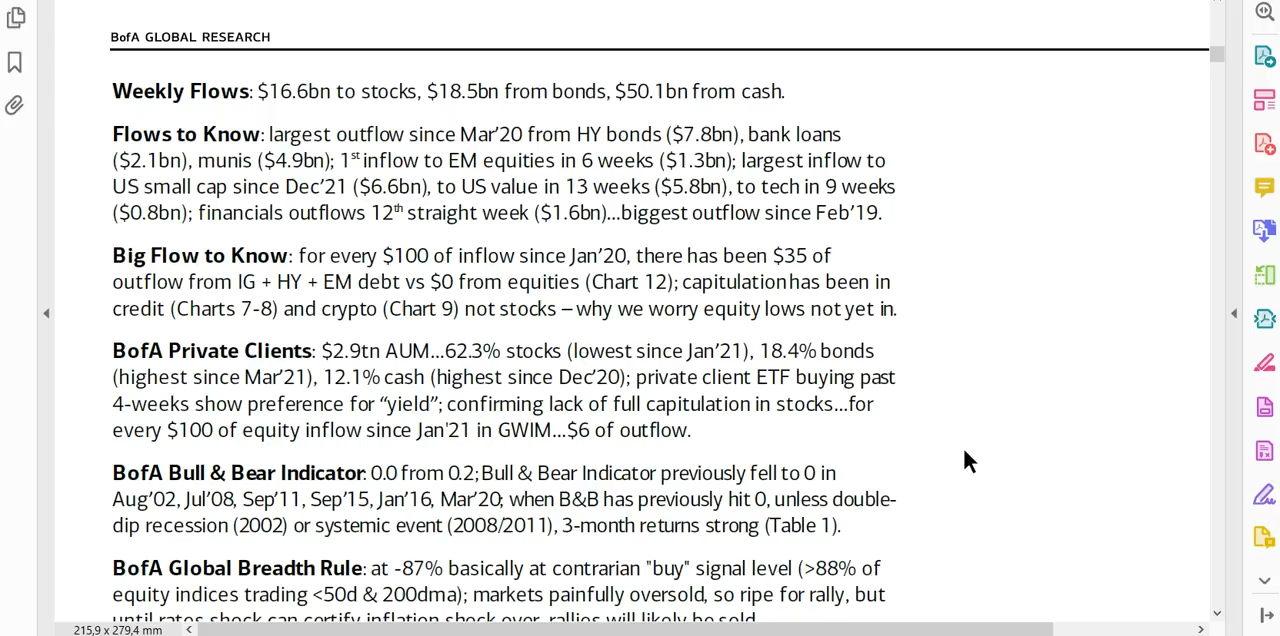 BofA GLOBAL RESEARCH
Weekly Flows: $16.6bn to stocks, $18.5bn from bonds, $50.1bn from cash.
Flows to Know: largest outflow since Mar’20 from HY bonds ($7.8bn), bank loans
($2.1bn), munis ($4.9bn); 1st inflow to EM equities in 6 weeks ($1.3bn); largest inflow to
US small cap since Dec’21 ($6.6bn), to US value in 13 weeks ($5.8bn), to tech in 9 weeks
($0.8bn); financials outflows 12th straight week ($1.6bn)…biggest outflow since Feb’19.
Big Flow to Know: for every $100 of inflow since Jan’20, there has been $35 of
outflow from IG + HY + EM debt vs $0 from equities (Chart 12); capitulation has been in
credit (Charts 7-8) and crypto (Chart 9) not stocks – why we worry equity lows not yet in.
BofA Private Clients: $2.9tn AUM…62.3% stocks (lowest since Jan’21), 18.4% bonds
(highest since Mar’21), 12.1% cash (highest since Dec’20); private client ETF buying past
4-weeks show preference for “yield”; confirming lack of full capitulation in stocks…for
every $100 of equity inflow since Jan'21 in GWIM…$6 of outflow.
BofA Bull & Bear Indicator: 0.0 from 0.2; Bull & Bear Indicator previously fell to 0 in
Aug’02, Jul’08, Sep’11, Sep’15, Jan’16, Mar’20; when B&B has previously hit 0, unless double-
dip recession (2002) or systemic event (2008/2011), 3-month returns strong (Table 1).
BofA Global Breadth Rule: at -87% basically at contrarian "buy" signal level (>88% of
equity indices trading <50d & 200dma); markets painfully oversold, so ripe for rally, but
until rates shock can certify inflation shock over, rallies will likely be sold
215,9 x 279,4 mm